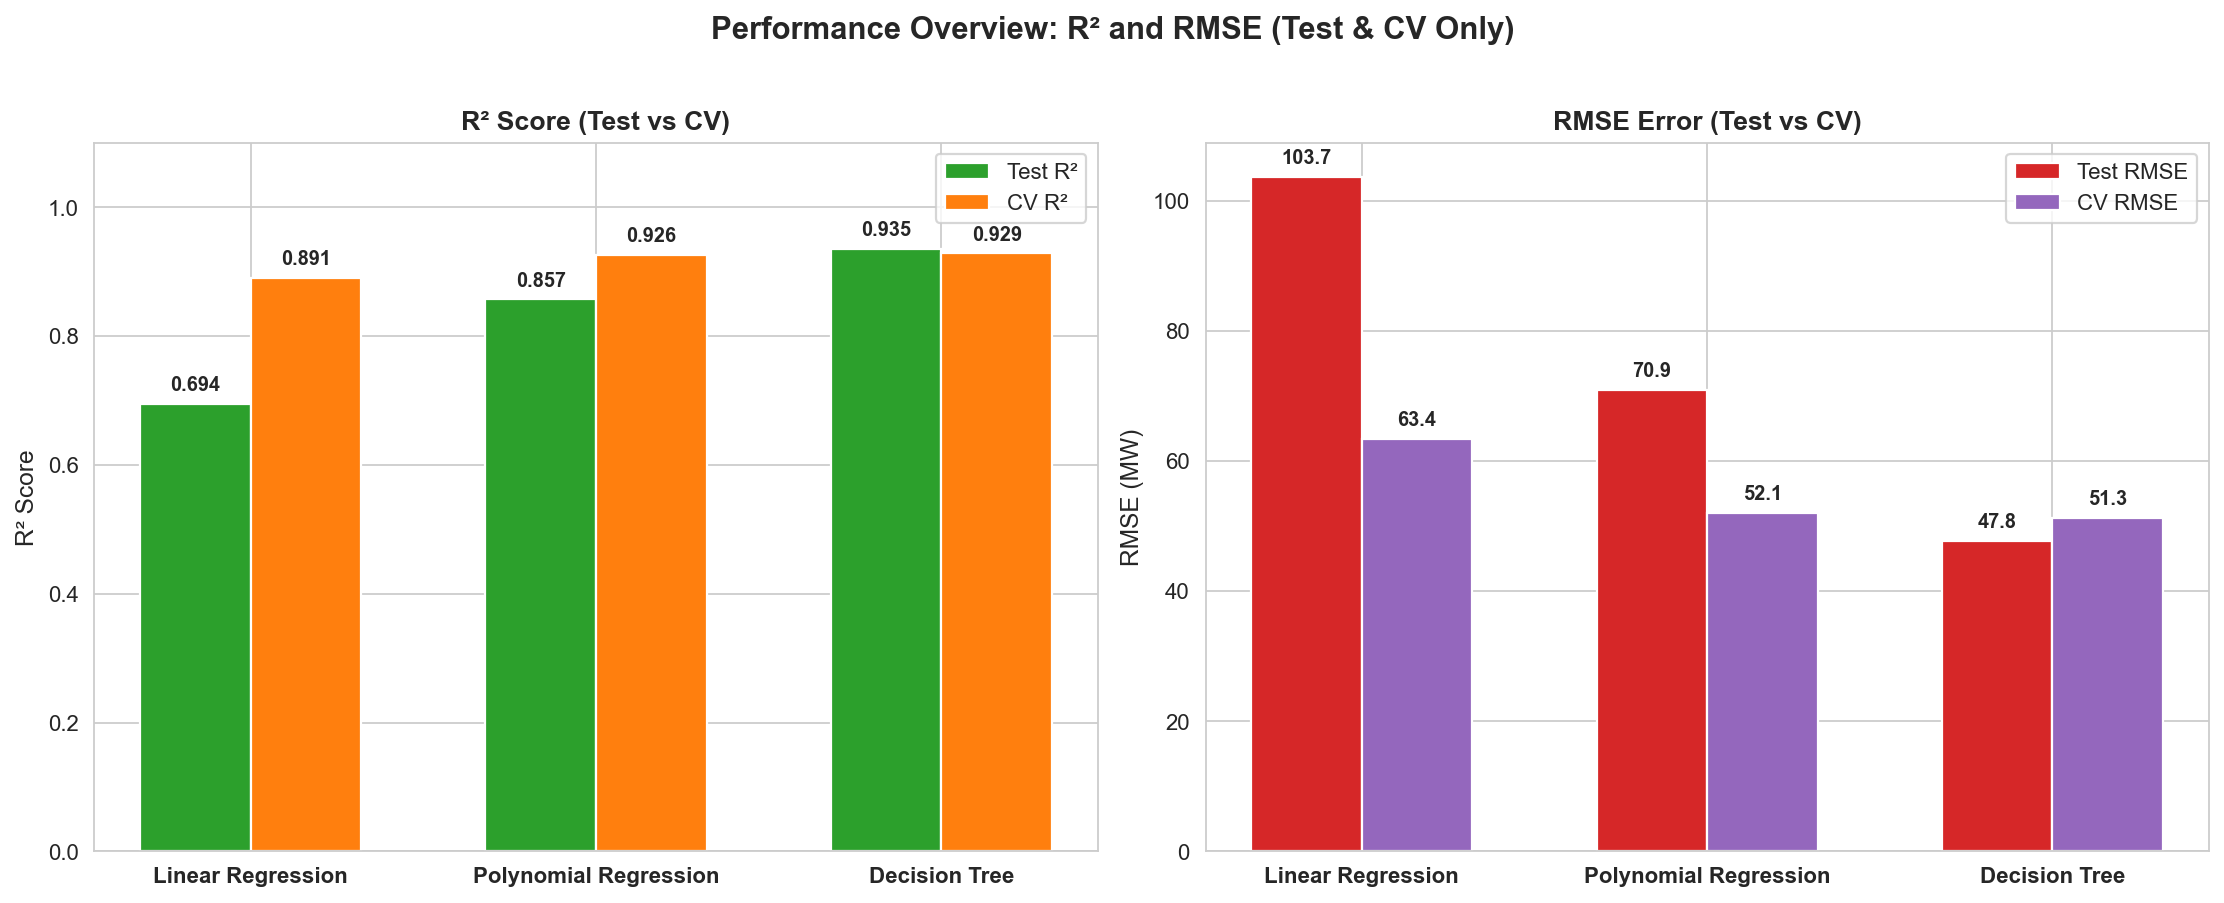 Performance Overview: R² and RMSE (Test & CV Only)
R² Score (Test vs CV)
Test R²
CV R²
R² Score
1.0
0.8
0.6
0.4
0.2
0.0
0.694
0.891
0.857
0.926
0.935
0.929
Linear Regression
Polynomial Regression
Decision Tree
RMSE Error (Test vs CV)
Test RMSE
CV RMSE
RMSE (MW)
100
80
60
40
20
0
103.7
63.4
70.9
52.1
47.8
51.3
Linear Regression
Polynomial Regression
Decision Tree